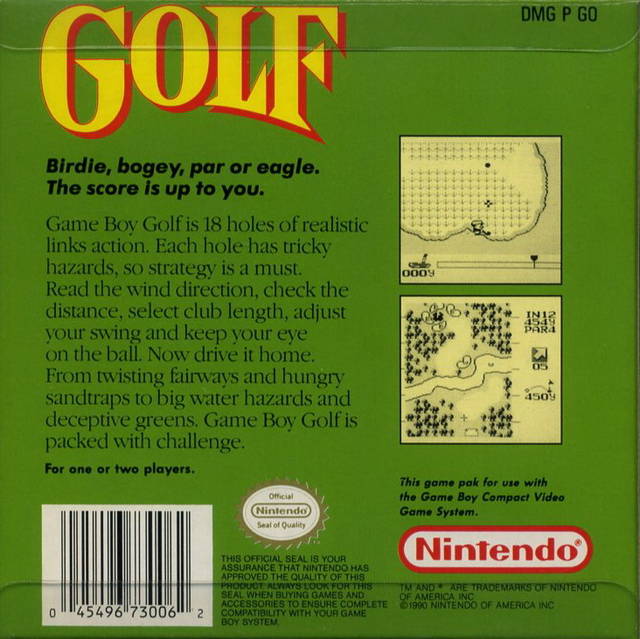 GOLF
DMG P GO
Birdie, bogey, par or eagle.
The score is up to you.
Game Boy Golf is 18 holes of realistic
links action. Each hole has tricky
hazards, so strategy is a must.
Read the wind direction, check the
distance, select club length, adjust
your swing and keep your eye
on the ball. Now drive it home.
From twisting fairways and hungry
sandtraps to big water hazards and
deceptive greens. Game Boy Golf is
packed with challenge.
For one or two players.
000Y
IN12
454Y
PAR4
05
450Y
This game pak for use with
the Game Boy Compact Video
Game System.
Official
Nintendo
Seal of Quality
Nintendo®
THIS OFFICIAL SEAL IS YOUR
ASSURANCE THAT NINTENDO HAS
APPROVED THE QUALITY OF THIS
PRODUCT. ALWAYS LOOK FOR THIS
SEAL WHEN BUYING GAMES AND
ACCESSORIES TO ENSURE COMPLETE
COMPATIBILITY WITH YOUR GAME
BOY SYSTEM.
TM AND ® ARE TRADEMARKS OF NINTENDO
OF AMERICA INC
©1990 NINTENDO OF AMERICA INC
0 45496 73006 2